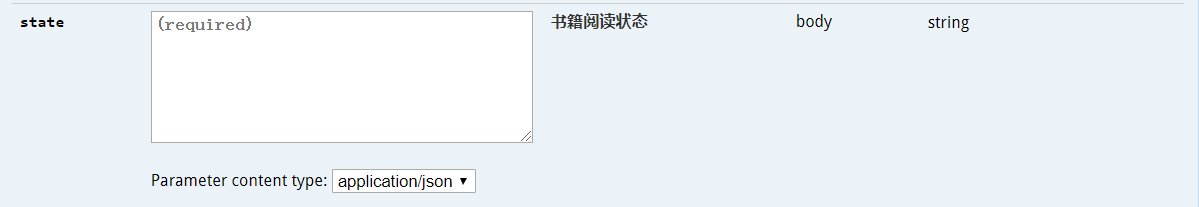 state (required) 书籍阅读状态 body string
Parameter content type: application/json